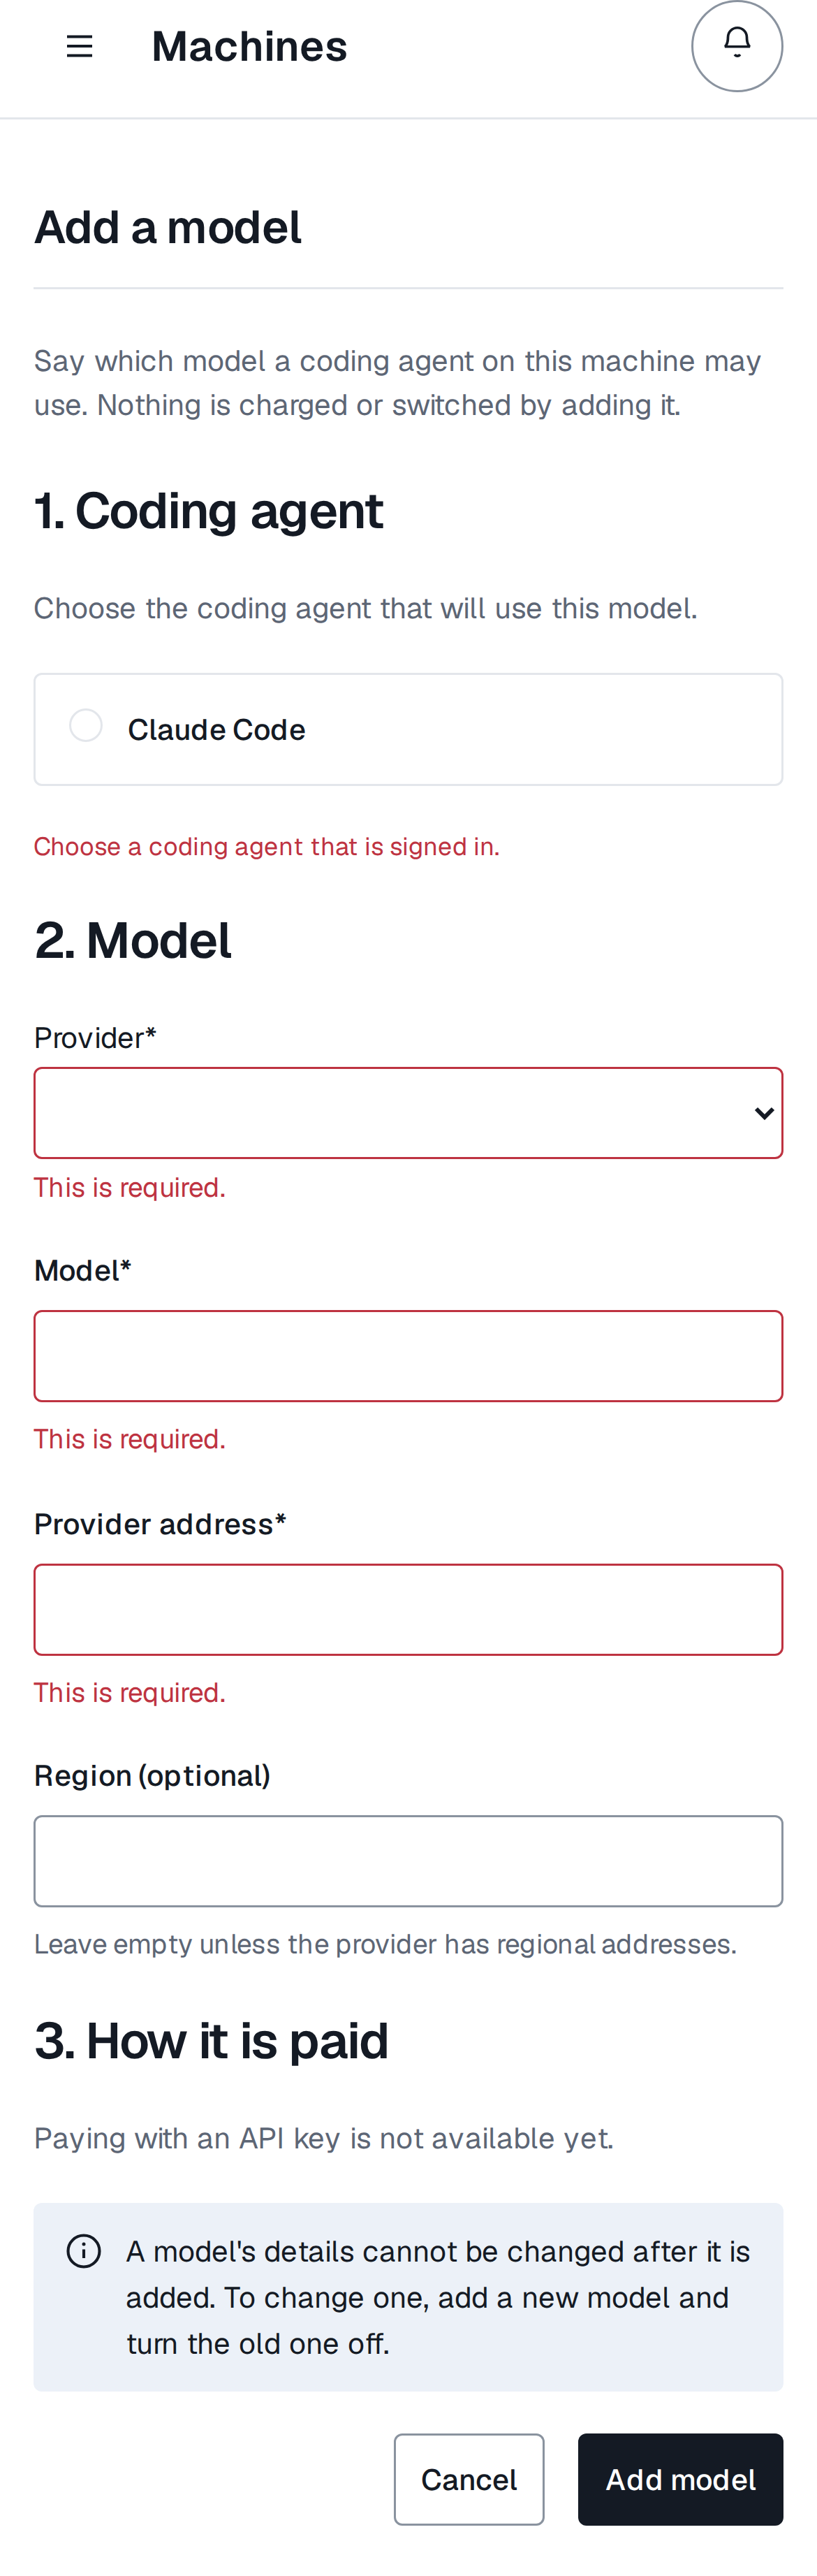 Machines
Add a model
Say which model a coding agent on this machine may
use. Nothing is charged or switched by adding it.
1. Coding agent
Choose the coding agent that will use this model.
Claude Code
Choose a coding agent that is signed in.
2. Model
Provider*
This is required.
Model*
This is required.
Provider address*
This is required.
Region (optional)
Leave empty unless the provider has regional addresses.
3. How it is paid
Paying with an API key is not available yet.
A model's details cannot be changed after it is
added. To change one, add a new model and
turn the old one off.
Cancel
Add model